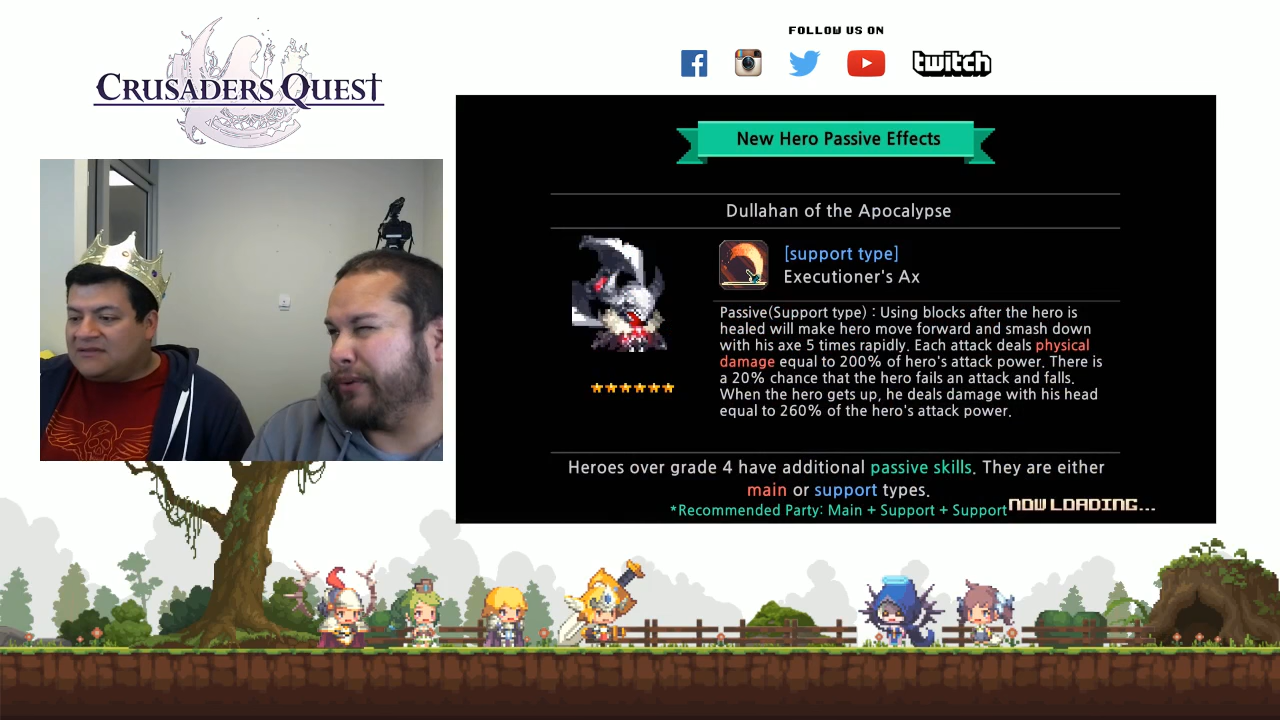 FOLLOW US ON
CRUSADERS QUEST
twitch
New Hero Passive Effects
Dullahan of the Apocalypse
[support type]
Executioner's Ax
Passive(Support type) : Using blocks after the hero is
healed will make hero move forward and smash down
with his axe 5 times rapidly. Each attack deals physical
damage equal to 200% of hero's attack power. There is
a 20% chance that the hero fails an attack and falls.
When the hero gets up, he deals damage with his head
equal to 260% of the hero's attack power.
Heroes over grade 4 have additional passive skills. They are either
main or support types.
*Recommended Party: Main + Support + Support
NOW LOADING...